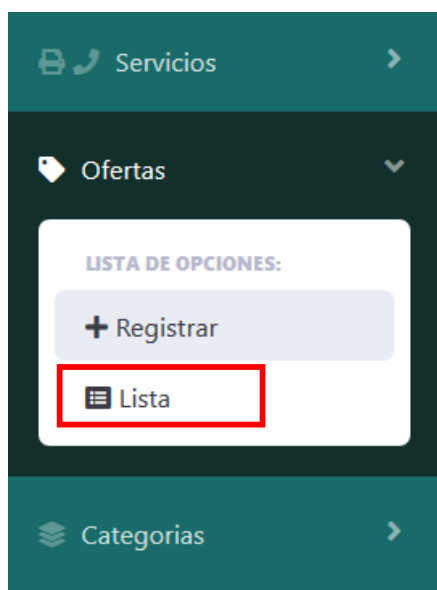 Servicios
Ofertas
LISTA DE OPCIONES:
Registrar
Lista
Categorias